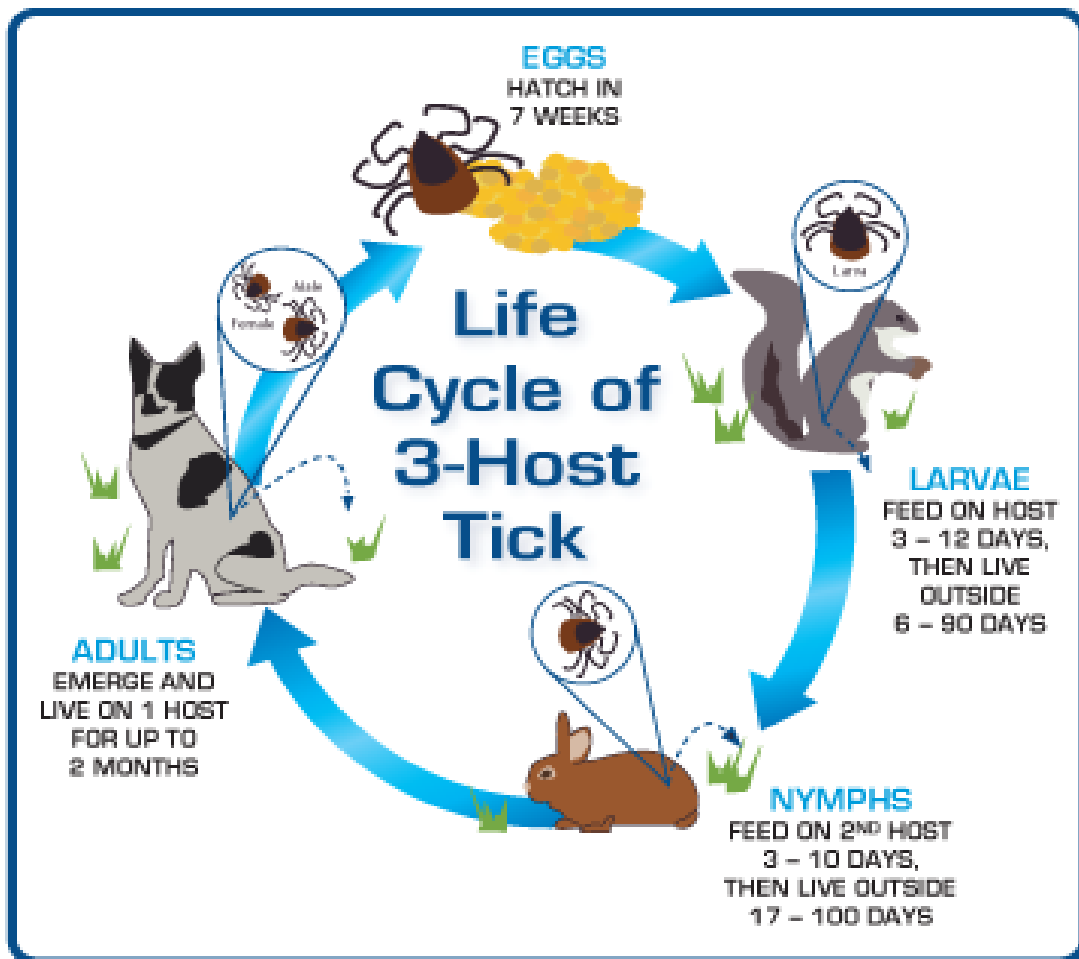 EGGS
HATCH IN
7 WEEKS
Larva
Male
Female
Life
Cycle of
3-Host
Tick
LARVAE
FEED ON HOST
3 – 12 DAYS,
THEN LIVE
OUTSIDE
6 – 90 DAYS
ADULTS
EMERGE AND
LIVE ON 1 HOST
FOR UP TO
2 MONTHS
NYMPHS
FEED ON 2ND HOST
3 – 10 DAYS,
THEN LIVE OUTSIDE
17 – 100 DAYS